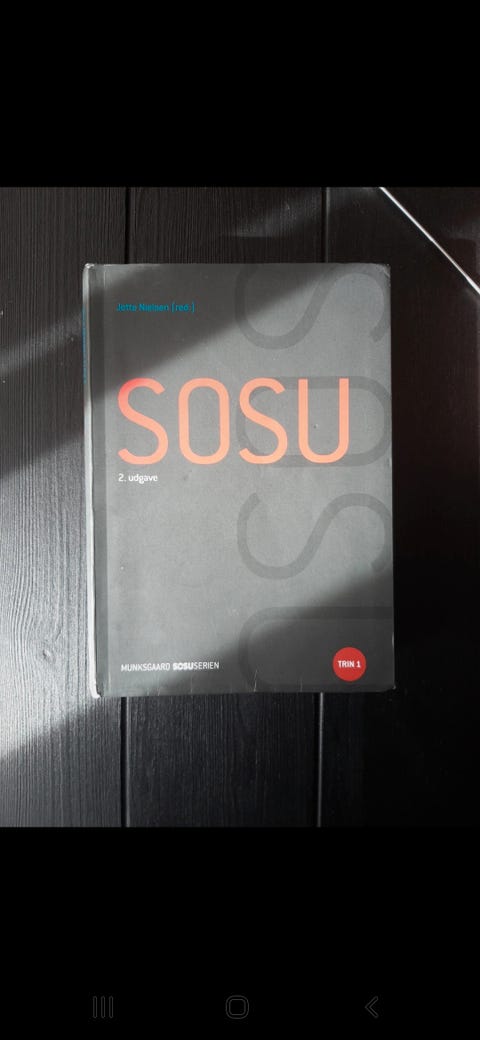 Jette Nielsen (red.)
SOSU
2. udgave
MUNKSGAARD SOSUSERIEN
TRIN 1